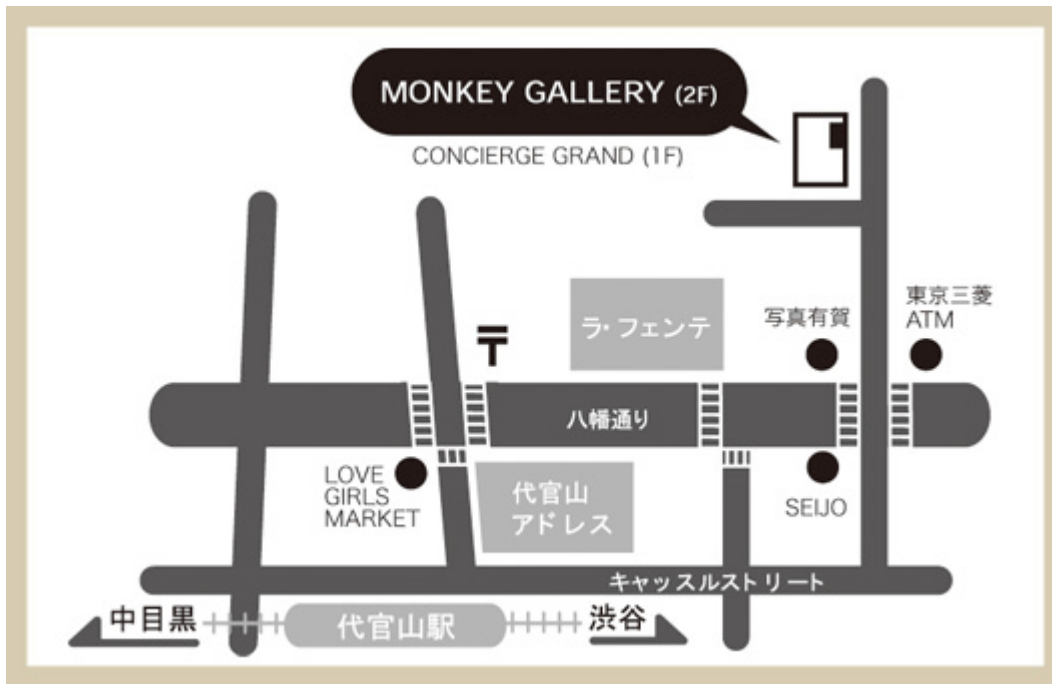 MONKEY GALLERY (2F)
CONCIERGE GRAND (1F)
東京三菱
ATM
写真有賀
ラ・フェンテ
〒
八幡通り
LOVE
GIRLS
MARKET
代官山
アドレス
SEIJO
キャッスルストリート
中目黒
代官山駅
渋谷